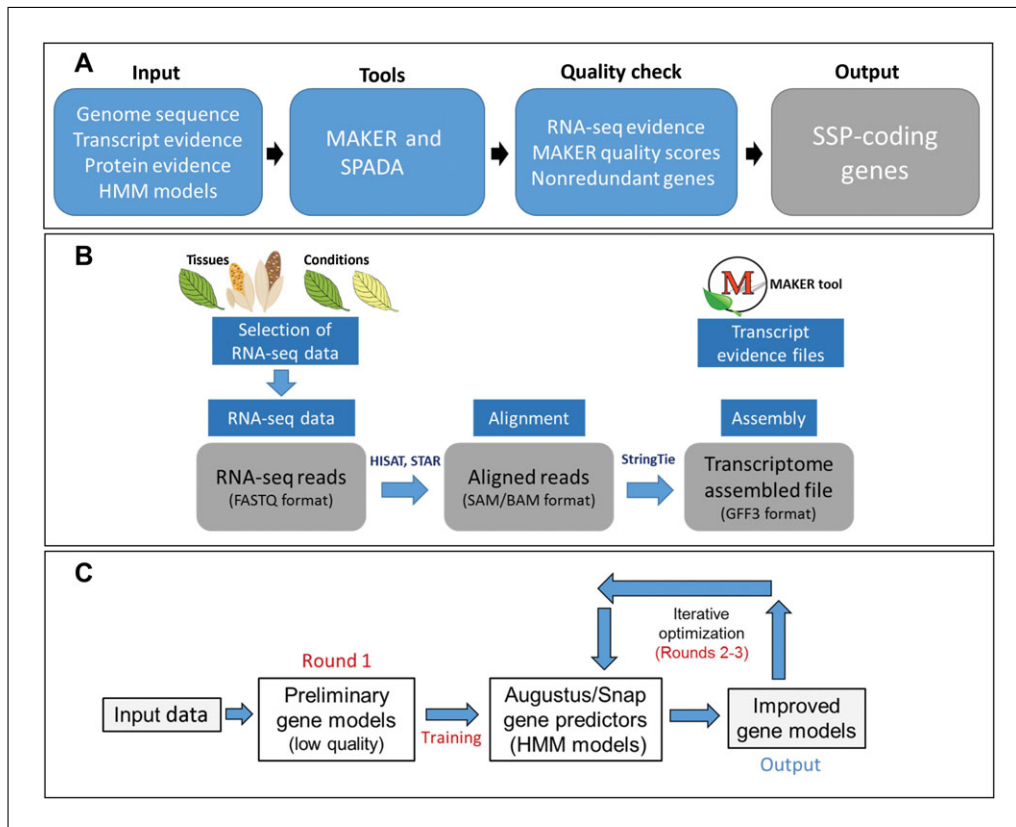 A
Input
Tools
Quality check
Output
Genome sequence
Transcript evidence
Protein evidence
HMM models
MAKER and
SPADA
RNA-seq evidence
MAKER quality scores
Nonredundant genes
SSP-coding
genes
B
Tissues
Conditions
M
MAKER tool
Selection of
RNA-seq data
Transcript
evidence files
RNA-seq data
Alignment
Assembly
RNA-seq reads
(FASTQ format)
HISAT, STAR
Aligned reads
(SAM/BAM format)
StringTie
Transcriptome
assembled file
(GFF3 format)
C
Iterative
optimization
(Rounds 2-3)
Round 1
Input data
Preliminary
gene models
(low quality)
Training
Augustus/Snap
gene predictors
(HMM models)
Improved
gene models
Output